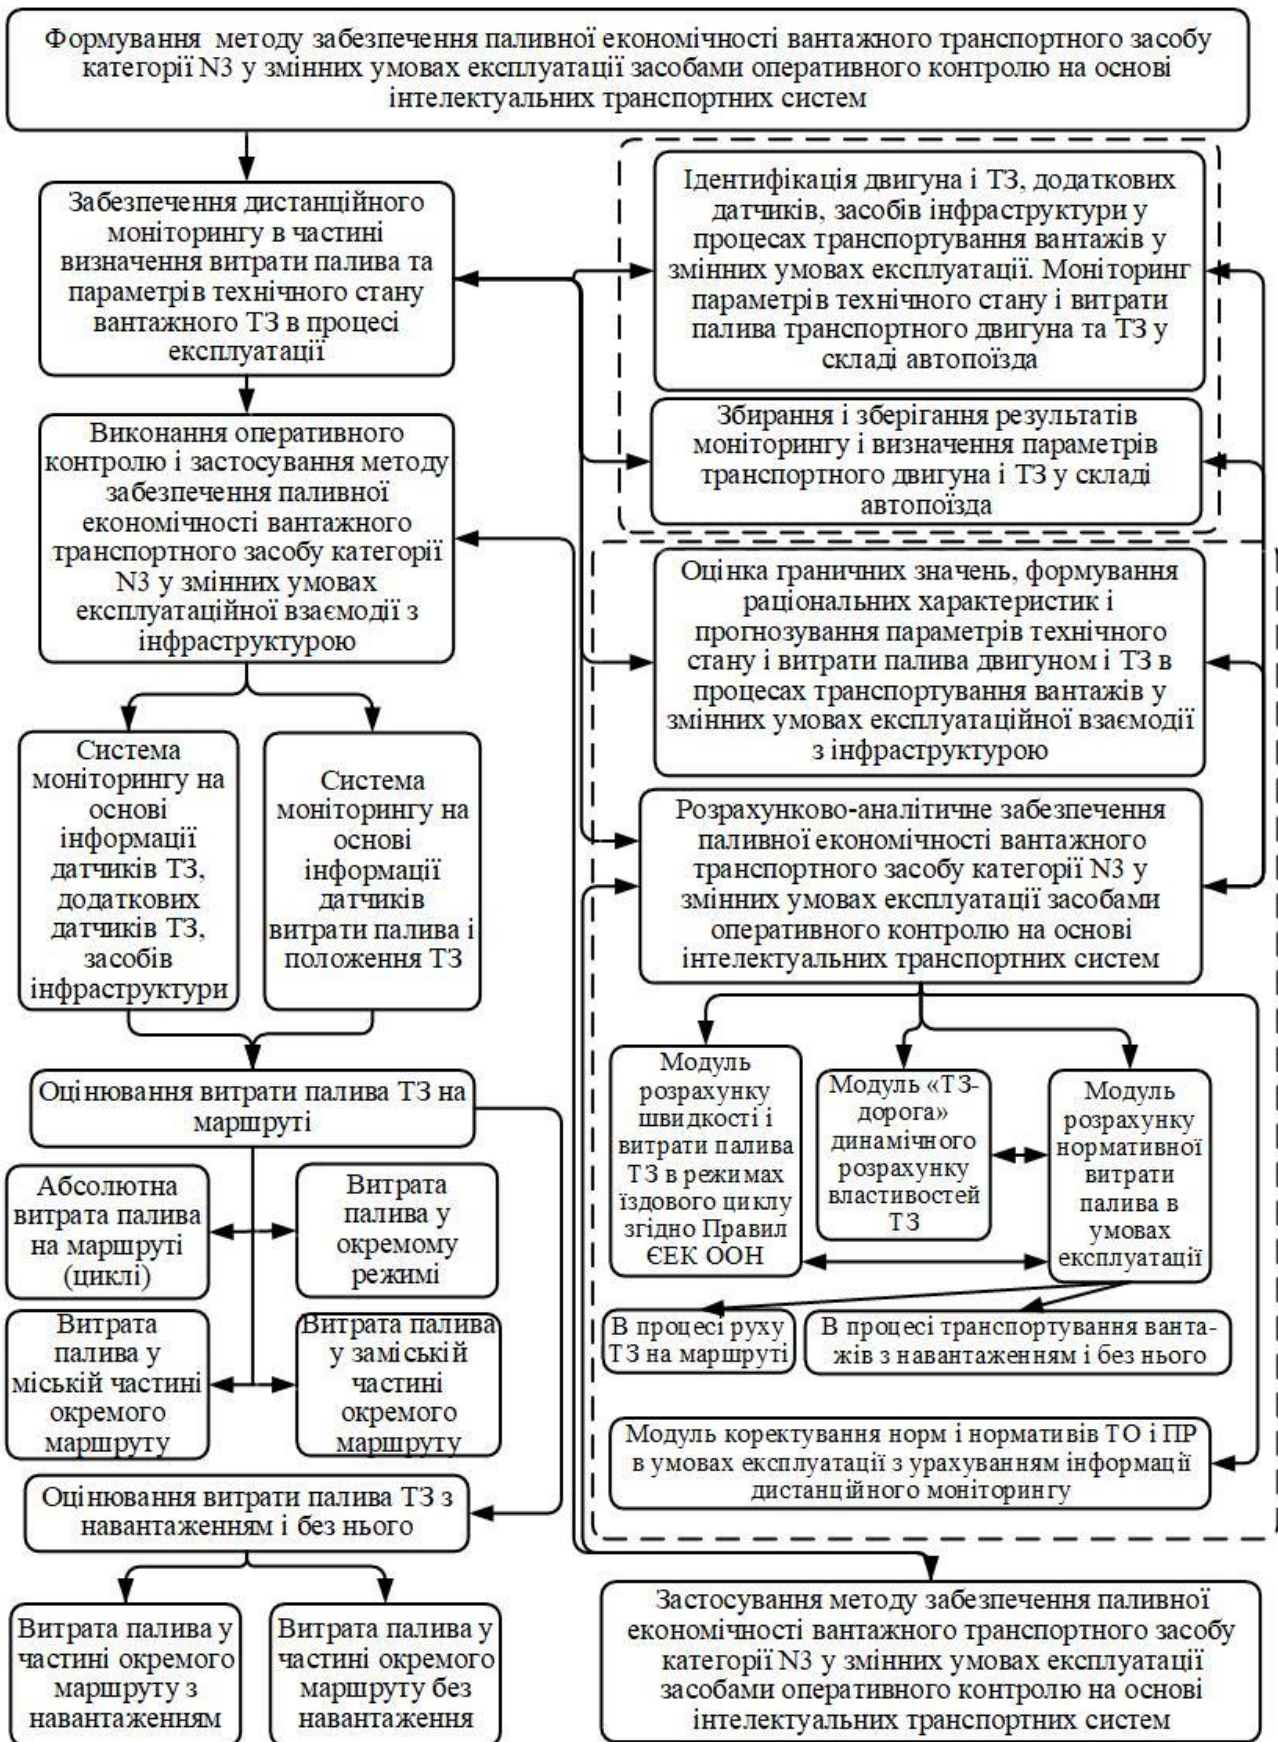 Формування методу забезпечення паливної економічності вантажного транспортного засобу
категорії N3 у змінних умовах експлуатації засобами оперативного контролю на основі
інтелектуальних транспортних систем
Забезпечення дистанційного
моніторингу в частині
визначення витрати палива та
параметрів технічного стану
вантажного ТЗ в процесі
експлуатації
Ідентифікація двигуна і ТЗ, додаткових
датчиків, засобів інфраструктури у
процесах транспортування вантажів у
змінних умовах експлуатації. Моніторинг
параметрів технічного стану і витрати
палива транспортного двигуна та ТЗ у
складі автопоїзда
Збирання і зберігання результатів
моніторингу і визначення параметрів
транспортного двигуна і ТЗ у складі
автопоїзда
Виконання оперативного
контролю і застосування методу
забезпечення паливної
економічності вантажного
транспортного засобу категорії
N3 у змінних умовах
експлуатаційної взаємодії з
інфраструктурою
Оцінка граничних значень, формування
раціональних характеристик і
прогнозування параметрів технічного
стану і витрати палива двигуном і ТЗ в
процесах транспортування вантажів у
змінних умовах експлуатаційної взаємодії
з інфраструктурою
Система
моніторингу на
основі
інформації
датчиків ТЗ,
додаткових
датчиків ТЗ,
засобів
інфраструктури
Система
моніторингу на
основі
інформації
датчиків
витрати палива і
положення ТЗ
Розрахунково-аналітичне забезпечення
паливної економічності вантажного
транспортного засобу категорії N3 у
змінних умовах експлуатації засобами
оперативного контролю на основі
інтелектуальних транспортних систем
Оцінювання витрати палива ТЗ на
маршруті
Модуль
розрахунку
швидкості і
витрати палива
ТЗ в режимах
їздового циклу
згідно Правил
ЄЕК ООН
Модуль «ТЗ-
дорога»
динамічного
розрахунку
властивостей
ТЗ
Модуль
розрахунку
нормативної
витрати
палива в
умовах
експлуатації
Абсолютна
витрата палива
на маршруті
(циклі)
Витрата
палива у
окремому
режимі
Витрата
палива у
міській частині
окремого
маршруту
Витрата палива
у заміській
частині
окремого
маршруту
В процесі руху
ТЗ на маршруті
В процесі транспортування ванта-
жів з навантаженням і без нього
Модуль коректування норм і нормативів ТО і ПР
в умовах експлуатації з урахуванням інформації
дистанційного моніторингу
Оцінювання витрати палива ТЗ з
навантаженням і без нього
Витрата палива у
частині окремого
маршруту з
навантаженням
Витрата палива у
частині окремого
маршруту без
навантаження
Застосування методу забезпечення паливної
економічності вантажного транспортного засобу
категорії N3 у змінних умовах експлуатації
засобами оперативного контролю на основі
інтелектуальних транспортних систем